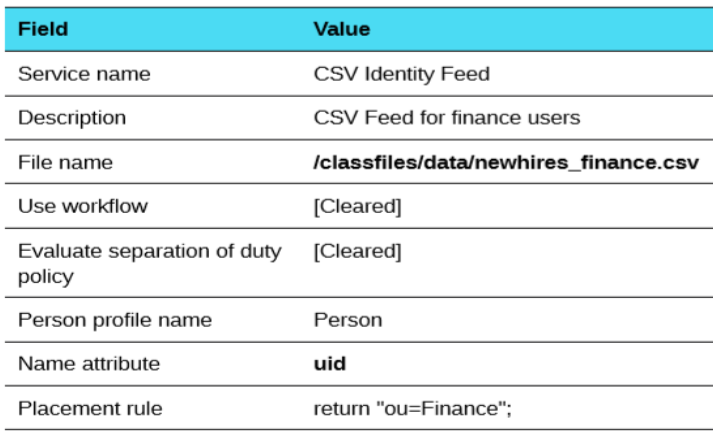 Field Value
Service name CSV Identity Feed
Description CSV Feed for finance users
File name /classfiles/data/newhires_finance.csv
Use workflow [Cleared]
Evaluate separation of duty [Cleared]
policy
Person profile name Person
Name attribute uid
Placement rule return "ou=Finance";